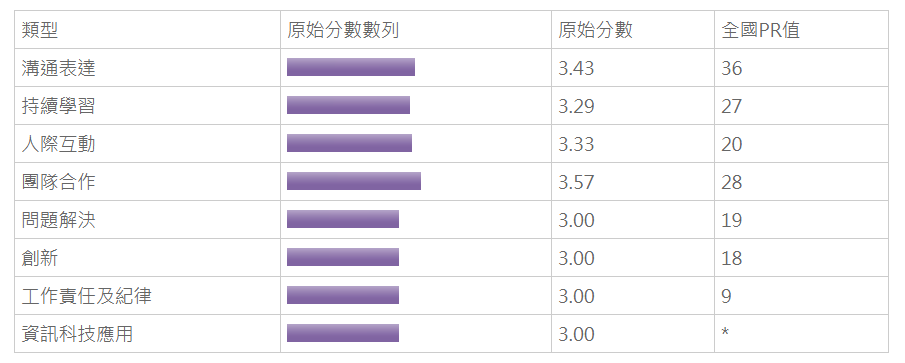 類型 原始分數數列 原始分數 全國PR值
溝通表達 3.43 36
持續學習 3.29 27
人際互動 3.33 20
團隊合作 3.57 28
問題解決 3.00 19
創新 3.00 18
工作責任及紀律 3.00 9
資訊科技應用 3.00 *